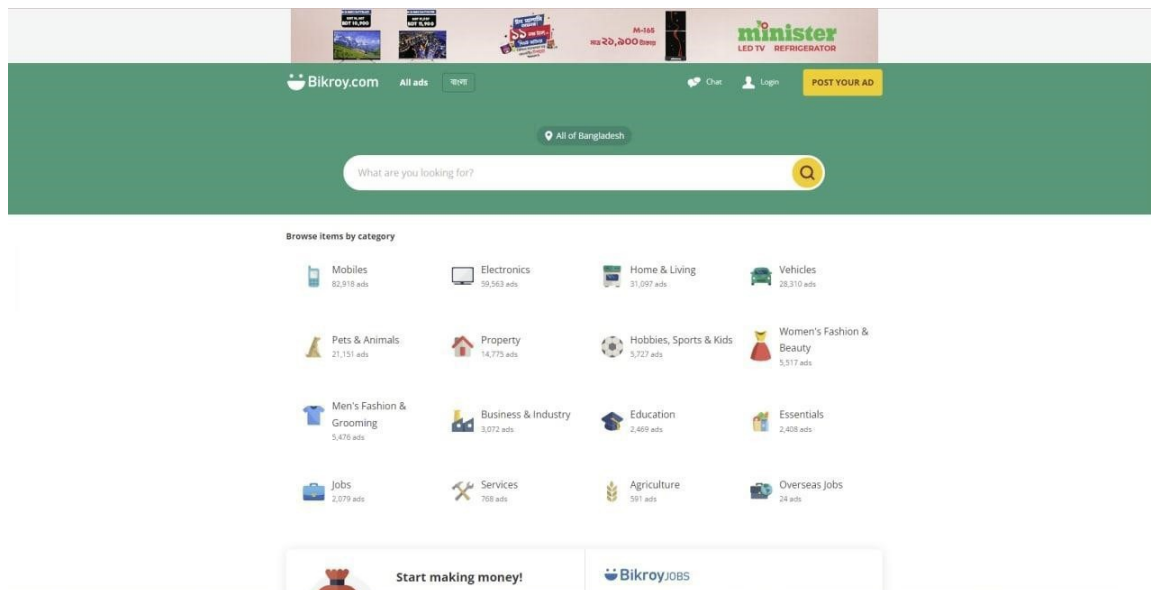 BDT 10,990
M-165
মাত্র ২১,৯০০ টাকায়
minister
LED TV REFRIGERATOR
Bikroy.com
All ads
বাংলা
Chat
Login
POST YOUR AD
All of Bangladesh
What are you looking for?
Browse items by category
Mobiles
82,918 ads
Electronics
59,563 ads
Home & Living
31,097 ads
Vehicles
28,310 ads
Pets & Animals
21,151 ads
Property
14,775 ads
Hobbies, Sports & Kids
5,727 ads
Women's Fashion &
Beauty
5,517 ads
Men's Fashion &
Grooming
5,476 ads
Business & Industry
3,072 ads
Education
2,469 ads
Essentials
2,408 ads
Jobs
2,079 ads
Services
768 ads
Agriculture
591 ads
Overseas Jobs
24 ads
Start making money!
BikroyJOBS